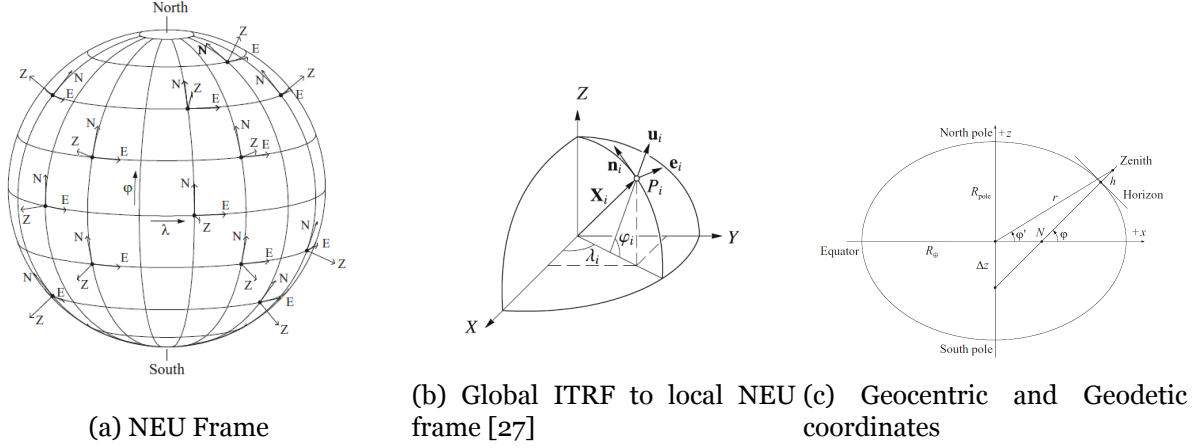 North
Z
N
E
Z
N
E
N
Z
E
N
E
Z
N
E
Z
N
Z
E
N
φ
N
E
Z
λ
E
Z
N
E
Z
N
E
Z
N
E
Z
N
E
Z
N
E
Z
South
(a) NEU Frame
Z
u_i
n_i
e_i
X_i
P_i
φ_i
Y
λ_i
X
(b) Global ITRF to local NEU
frame [27]
North pole
+z
Zenith
h
R_pole
r
Horizon
φ'
N
φ
+x
Equator
R_⊕
Δz
South pole
(c) Geocentric and Geodetic
coordinates